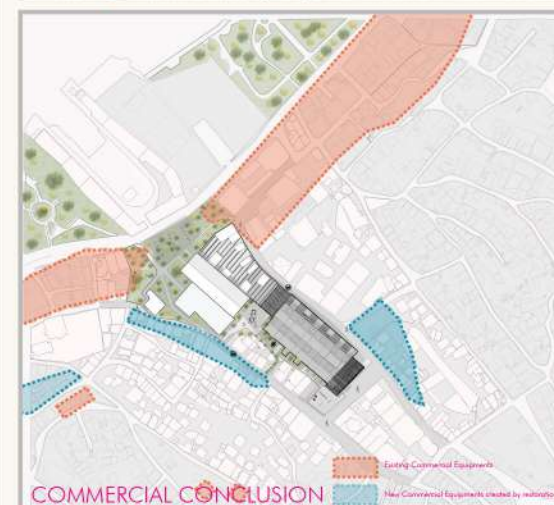 Existing Commercial Equipments
COMMERCIAL CONCLUSION
New Commercial Equipments created by restoration